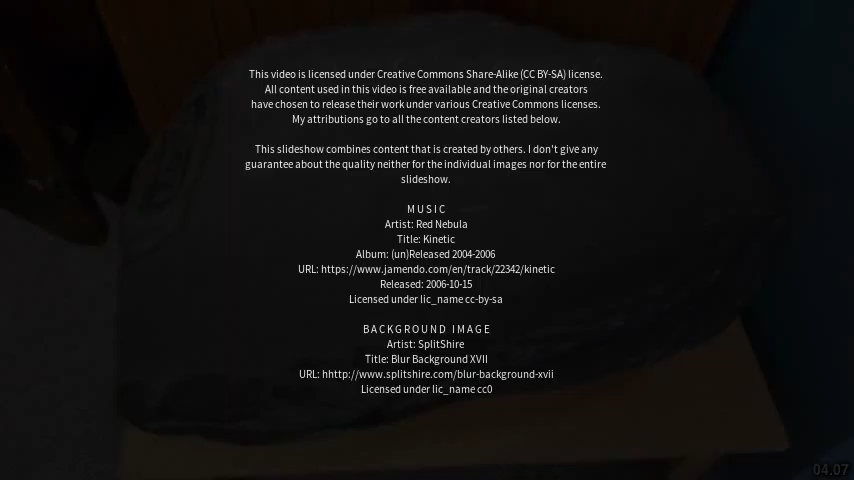 This video is licensed under Creative Commons Share-Alike (CC BY-SA) license.
All content used in this video is free available and the original creators
have chosen to release their work under various Creative Commons licenses.
My attributions go to all the content creators listed below.
This slideshow combines content that is created by others. I don't give any
guarantee about the quality neither for the individual images nor for the entire
slideshow.
MUSIC
Artist: Red Nebula
Title: Kinetic
Album: (un)Released 2004-2006
URL: https://www.jamendo.com/en/track/22342/kinetic
Released: 2006-10-15
Licensed under lic_name cc-by-sa
BACKGROUND IMAGE
Artist: SplitShire
Title: Blur Background XVII
URL: hhttp://www.splitshire.com/blur-background-xvii
Licensed under lic_name cc0
04.07